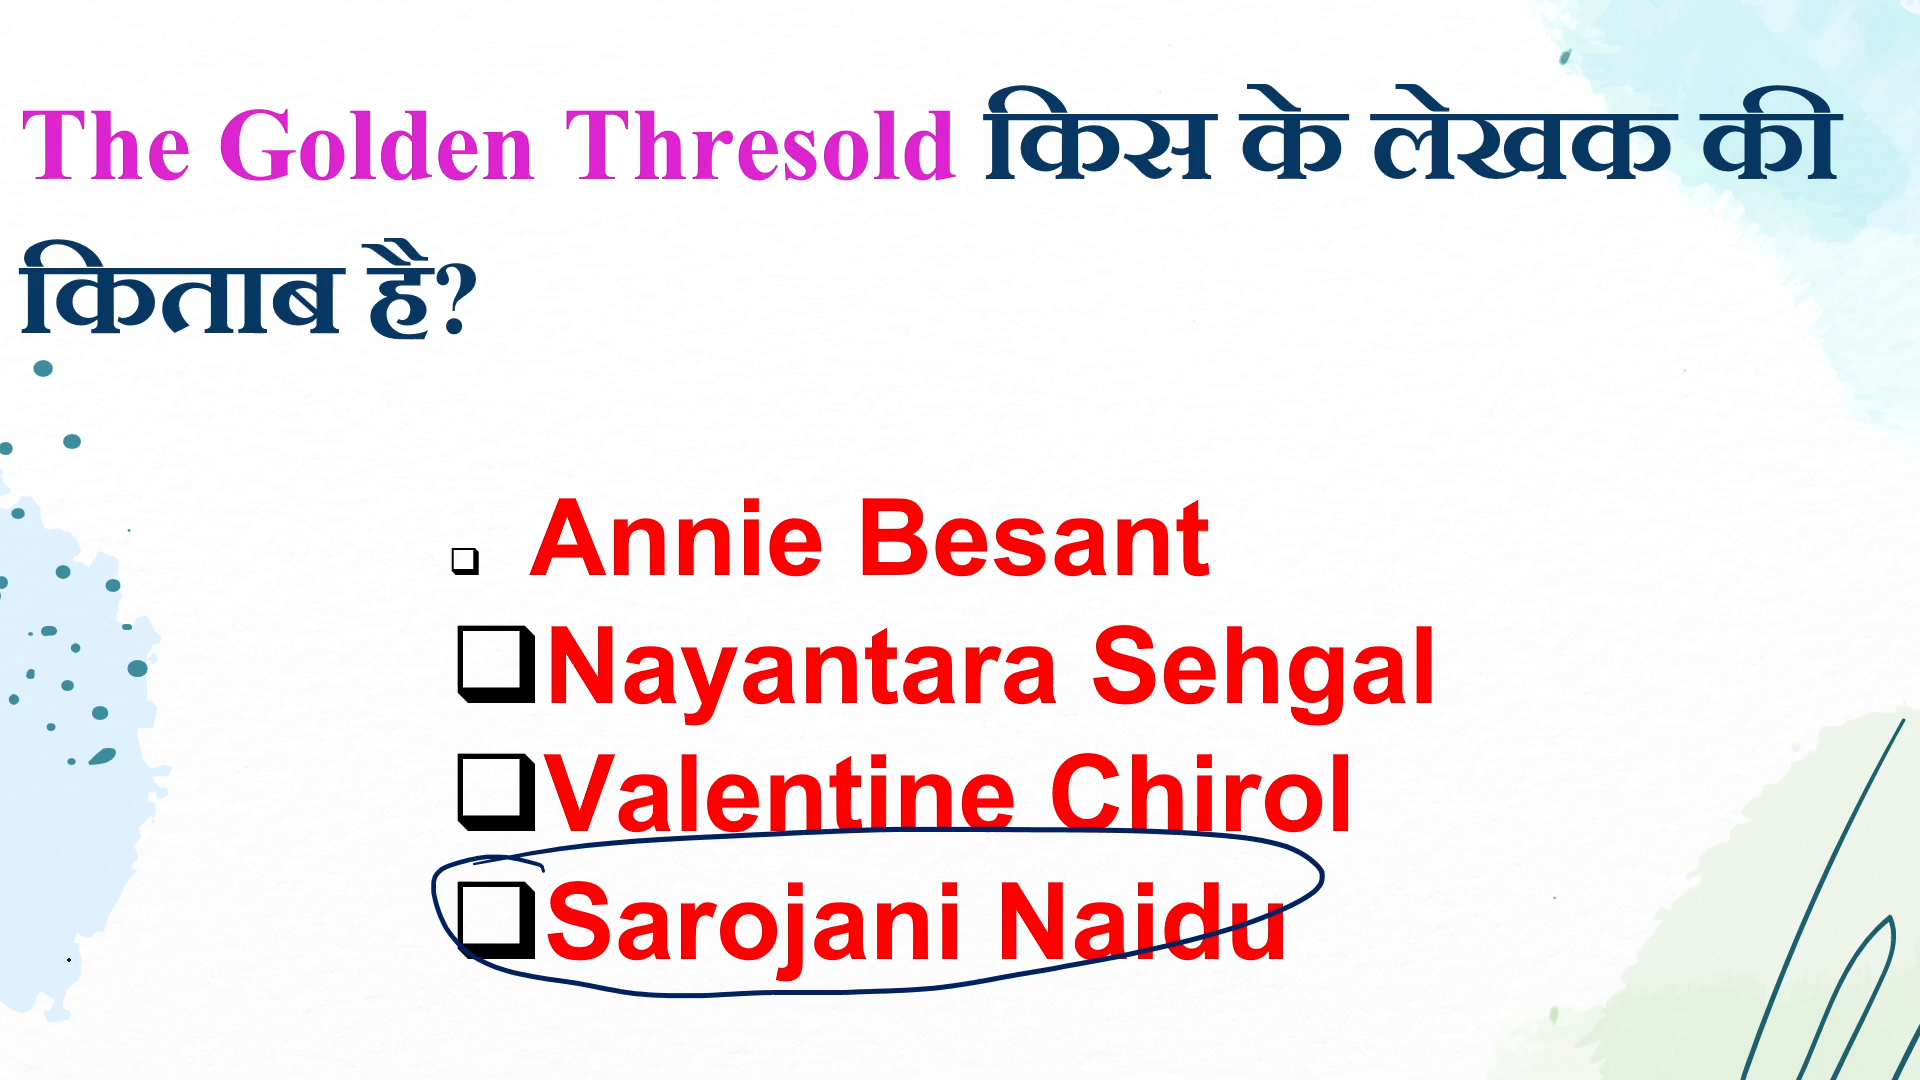 The Golden Thresold किस के लेखक की
किताब है?
Annie Besant
Nayantara Sehgal
Valentine Chirol
Sarojani Naidu